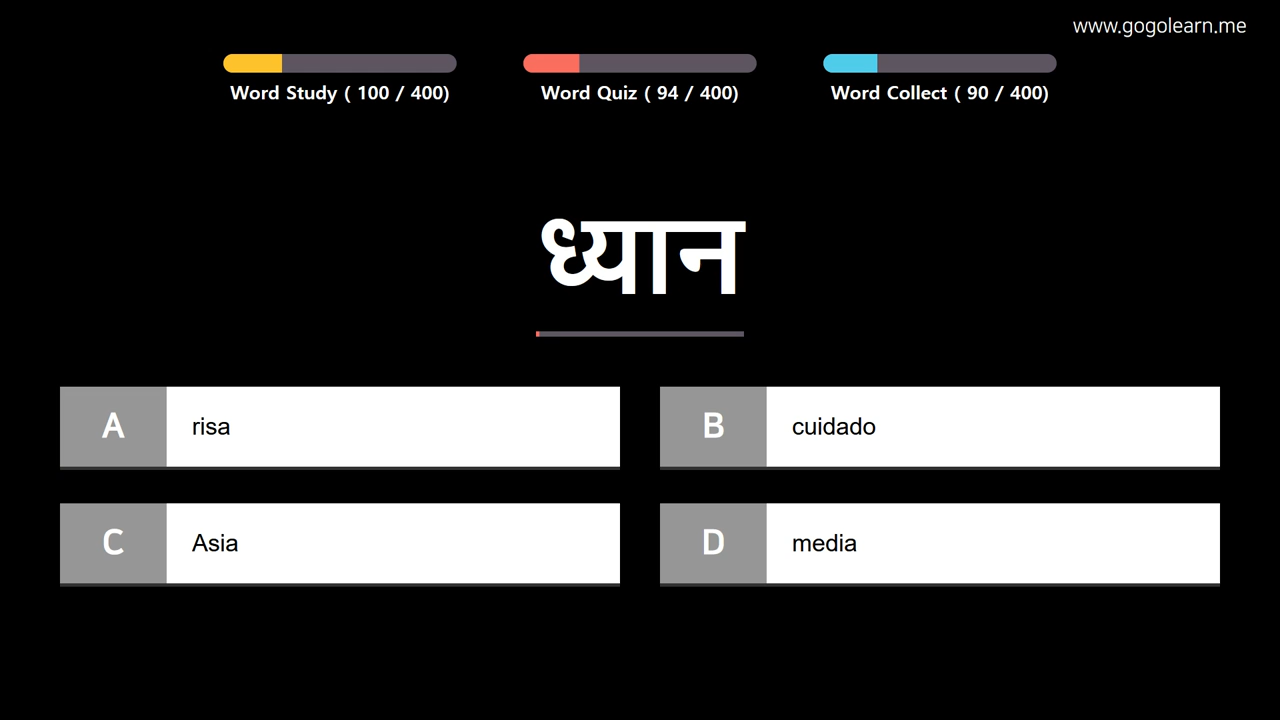 www.gogolearn.me
Word Study ( 100 / 400)
Word Quiz ( 94 / 400)
Word Collect ( 90 / 400)
ध्यान
A risa
B cuidado
C Asia
D media